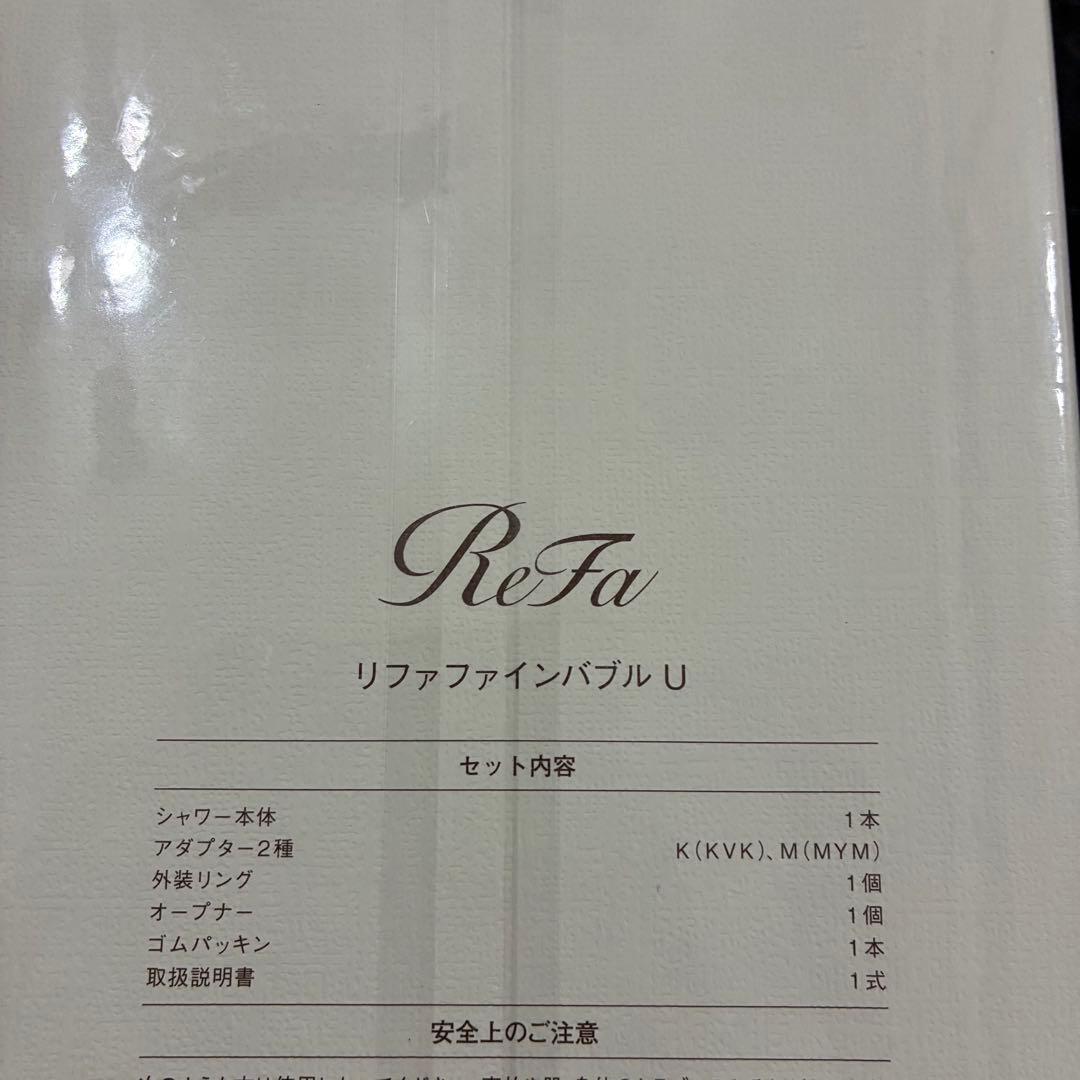 ReFa
リファファインバブル U
セット内容
シャワー本体 1本
アダプター2種 K(KVK)、M(MYM)
外装リング 1個
オープナー 1個
ゴムパッキン 1本
取扱説明書 1式
安全上のご注意